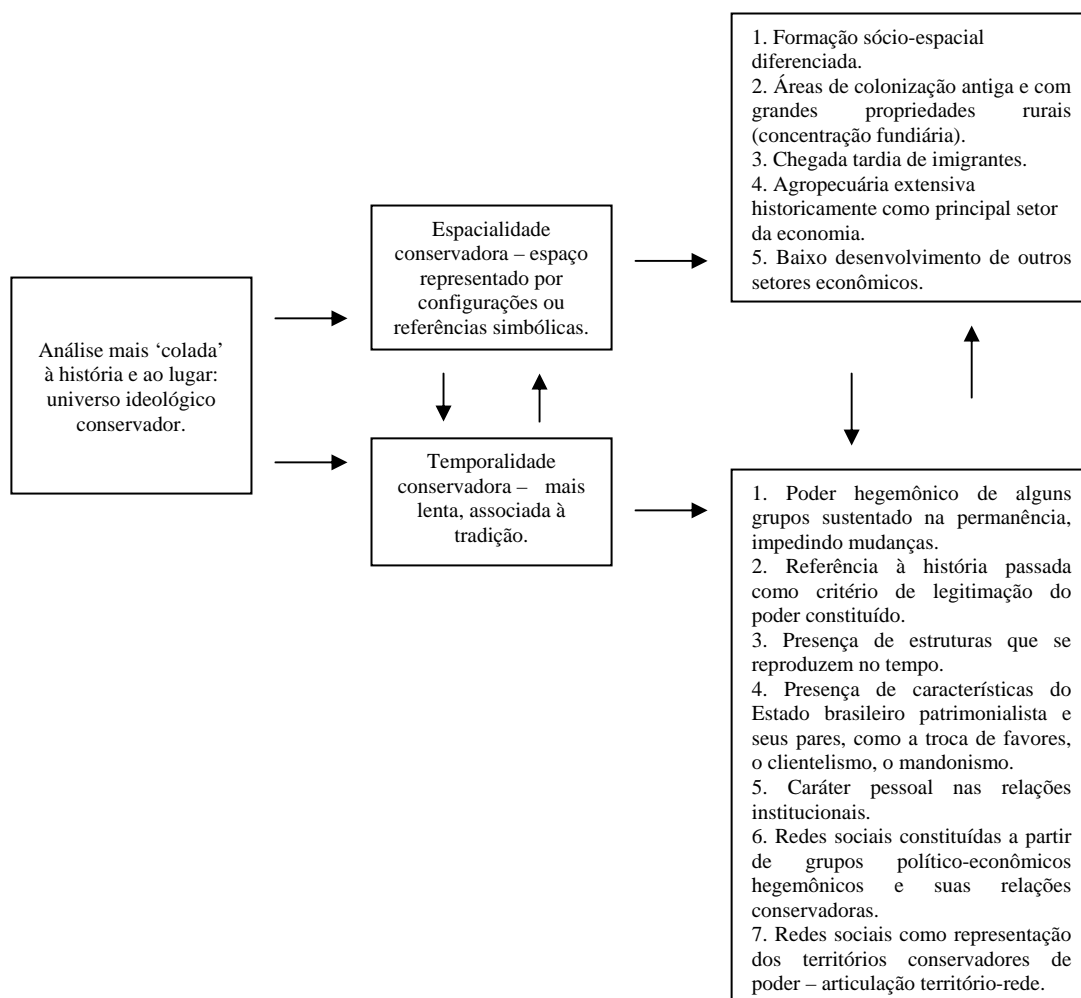 Análise mais ‘colada’
à história e ao lugar:
universo ideológico
conservador.
Espacialidade
conservadora – espaço
representado por
configurações ou
referências simbólicas.
Temporalidade
conservadora – mais
lenta, associada à
tradição.
1. Formação sócio-espacial
diferenciada.
2. Áreas de colonização antiga e com
grandes propriedades rurais
(concentração fundiária).
3. Chegada tardia de imigrantes.
4. Agropecuária extensiva
historicamente como principal setor
da economia.
5. Baixo desenvolvimento de outros
setores econômicos.
1. Poder hegemônico de alguns
grupos sustentado na permanência,
impedindo mudanças.
2. Referência à história passada
como critério de legitimação do
poder constituído.
3. Presença de estruturas que se
reproduzem no tempo.
4. Presença de características do
Estado brasileiro patrimonialista e
seus pares, como a troca de favores,
o clientelismo, o mandonismo.
5. Caráter pessoal nas relações
institucionais.
6. Redes sociais constituídas a partir
de grupos político-econômicos
hegemônicos e suas relações
conservadoras.
7. Redes sociais como representação
dos territórios conservadores de
poder – articulação território-rede.